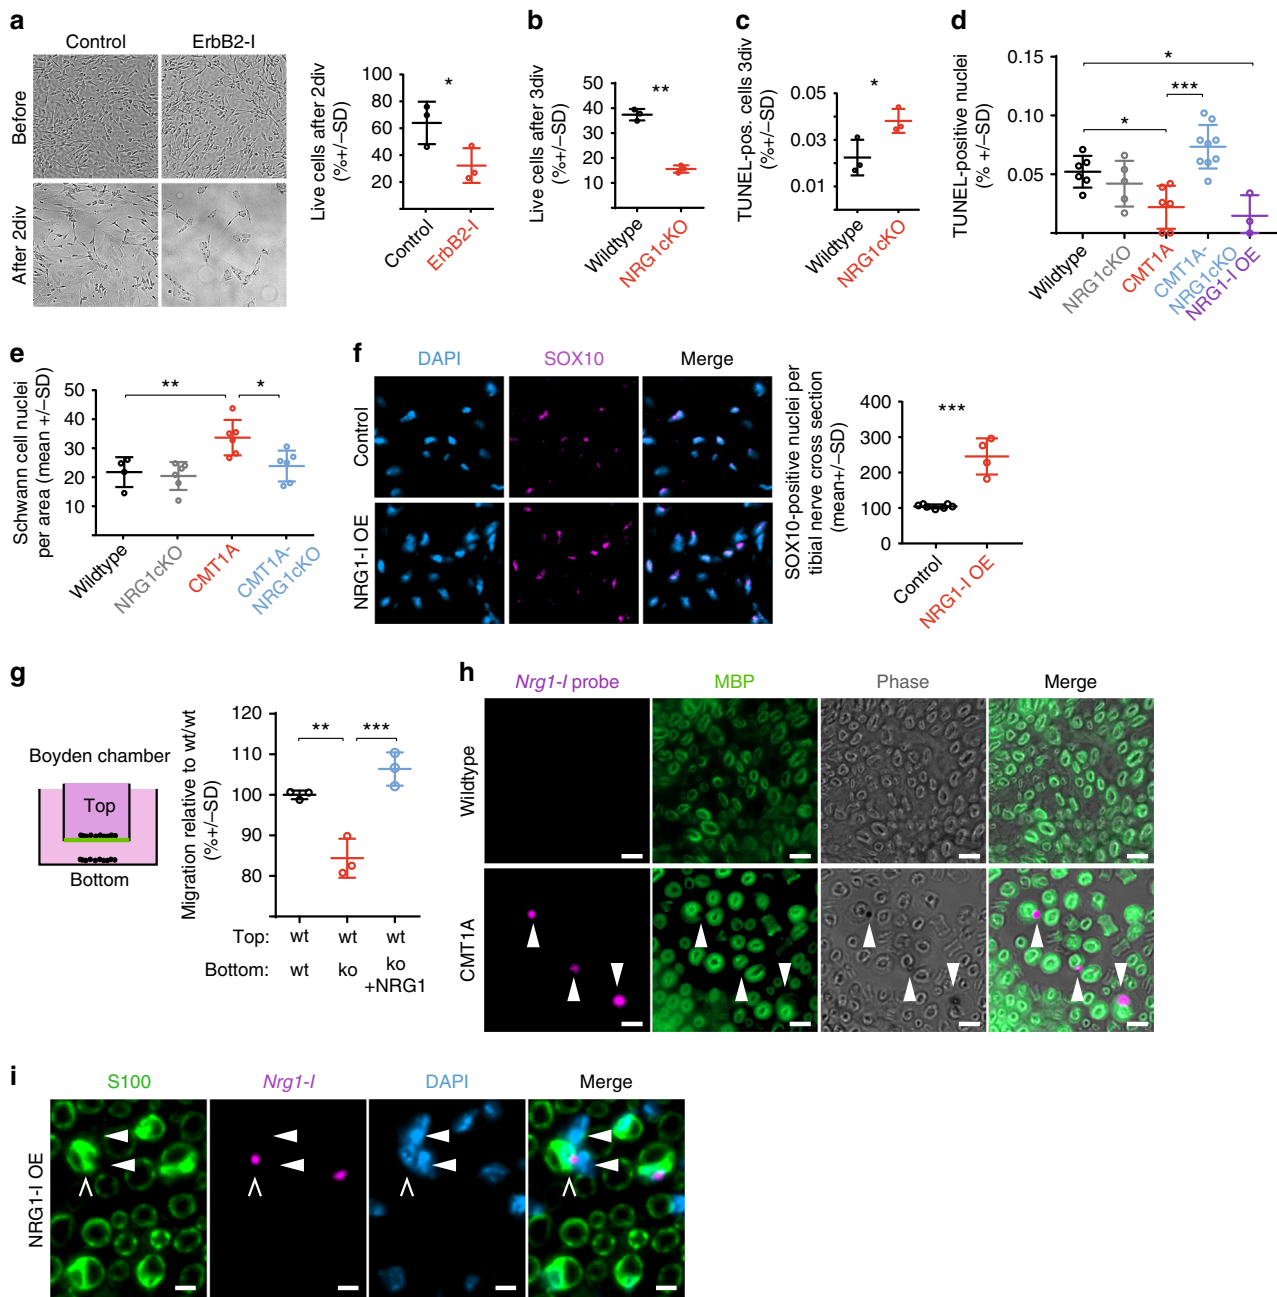 a
Control
ErbB2-I
Before
After 2div
Live cells after 2div
(%+/−SD)
100
80
60
40
20
*
Control
ErbB2-I
b
Live cells after 3div
(%+/−SD)
50
40
30
20
10
**
Wildtype
NRG1cKO
c
TUNEL-pos. cells 3div
(%+/−SD)
0.05
0.03
0.01
*
Wildtype
NRG1cKO
d
TUNEL-positive nuclei
(% +/−SD)
0.15
0.10
0.05
0
*
***
*
Wildtype
NRG1cKO
CMT1A
CMT1A-
NRG1cKO
NRG1-I OE
e
Schwann cell nuclei
per area (mean +/−SD)
50
40
30
20
10
**
*
Wildtype
NRG1cKO
CMT1A
CMT1A-
NRG1cKO
f
DAPI
SOX10
Merge
Control
NRG1-I OE
SOX10-positive nuclei per
tibial nerve cross section
(mean+/−SD)
400
300
200
100
0
***
Control
NRG1-I OE
g
Boyden chamber
Top
Bottom
Migration relative to wt/wt
(%+/−SD)
120
110
100
90
80
**
***
Top: wt wt wt
Bottom: wt ko ko
+NRG1
h
Nrg1-I probe
MBP
Phase
Merge
Wildtype
CMT1A
i
S100
Nrg1-I
DAPI
Merge
NRG1-I OE